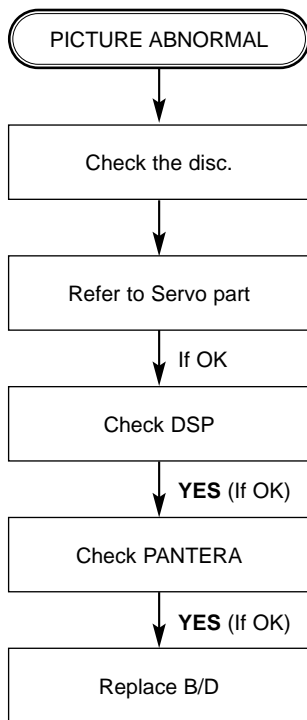 PICTURE ABNORMAL
Check the disc.
Refer to Servo part
If OK
Check DSP
YES (If OK)
Check PANTERA
YES (If OK)
Replace B/D